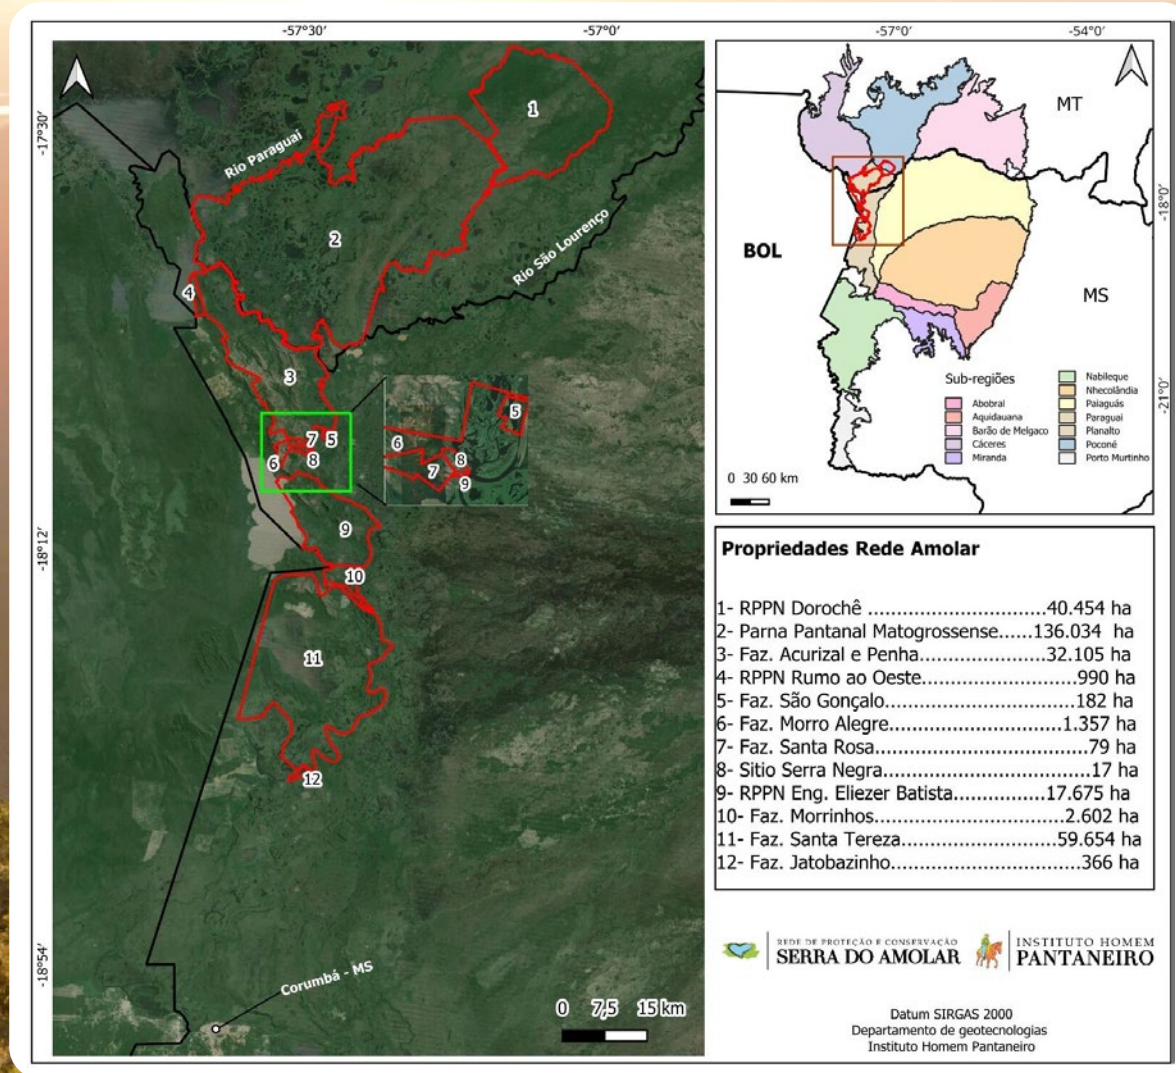 -57°30'
-57°0'
-17°30'
-18°12'
-18°54'
1
Rio Paraguai
2
Rio São Lourenço
4
3
5
6
7
5
7
8
6
8
9
9
10
11
12
Corumbá - MS
0 7,5 15 km
-57°0'
-54°0'
-18°0'
-21°0'
MT
BOL
MS
Sub-regiões
Abobral
Aquidauana
Barão de Melgaco
Cáceres
Miranda
Nabileque
Nhecolândia
Paiaguás
Paraguai
Planalto
Poconé
Porto Murtinho
0 30 60 km
Propriedades Rede Amolar
1- RPPN Dorochê ..............................40.454 ha
2- Parna Pantanal Matogrossense......136.034 ha
3- Faz. Acurizal e Penha........................32.105 ha
4- RPPN Rumo ao Oeste..........................990 ha
5- Faz. São Gonçalo..................................182 ha
6- Faz. Morro Alegre..............................1.357 ha
7- Faz. Santa Rosa.....................................79 ha
8- Sitio Serra Negra....................................17 ha
9- RPPN Eng. Eliezer Batista.................17.675 ha
10- Faz. Morrinhos..................................2.602 ha
11- Faz. Santa Tereza...........................59.654 ha
12- Faz. Jatobazinho.................................366 ha
REDE DE PROTEÇÃO E CONSERVAÇÃO
SERRA DO AMOLAR
INSTITUTO HOMEM
PANTANEIRO
Datum SIRGAS 2000
Departamento de geotecnologias
Instituto Homem Pantaneiro